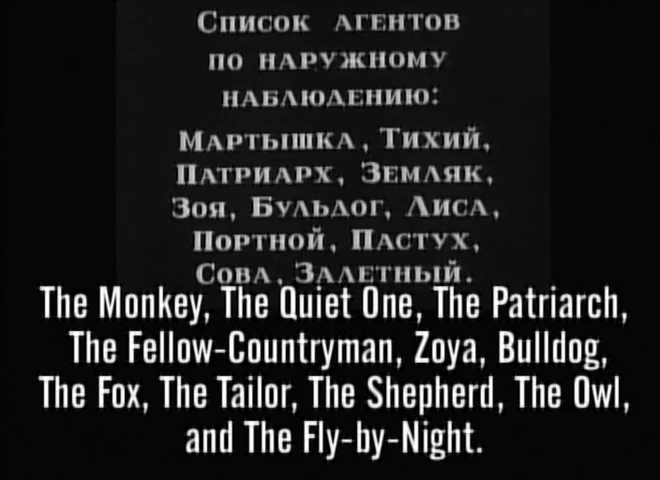 Список агентов
по наружному
наблюдению:
Мартышка, Тихий,
Патриарх, Земляк,
Зоя, Бульдог, Лиса,
Портной, Пастух,
Сова, Залетный.
The Monkey, The Quiet One, The Patriarch,
The Fellow-Countryman, Zoya, Bulldog,
The Fox, The Tailor, The Shepherd, The Owl,
and The Fly-by-Night.